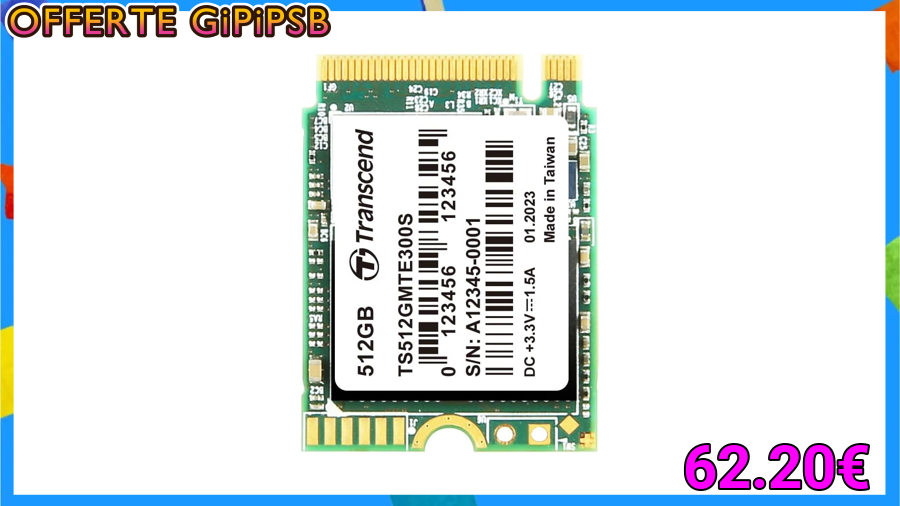 OFFERTE GiPiPSB
Transcend
512GB
TS512GMTE300S
0 123456 123456
S/N: A12345-0001
DC +3.3V⎓1.5A 01.2023
Made in Taiwan
62.20€